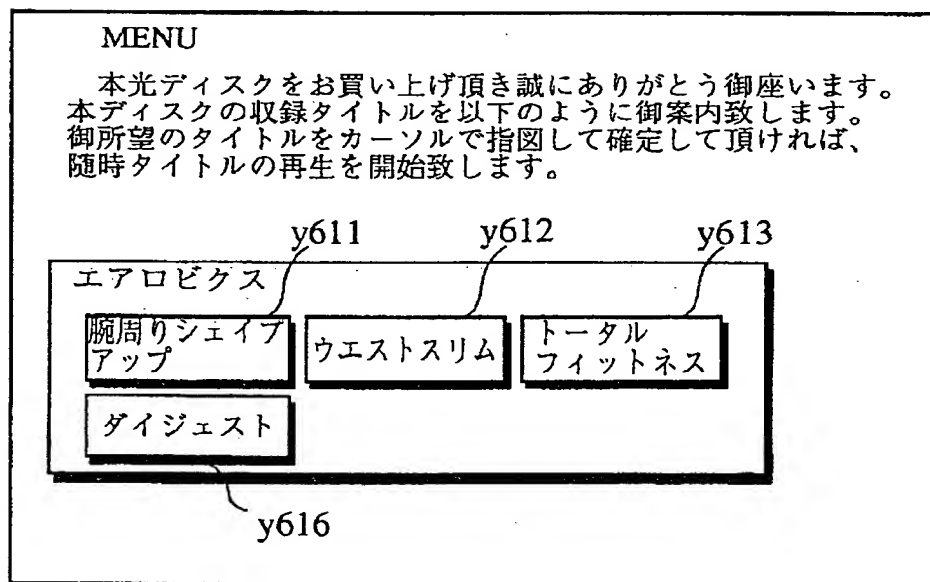 MENU
本光ディスクをお買い上げ頂き誠にありがとう御座います。
本ディスクの収録タイトルを以下のように御案内致します。
御所望のタイトルをカーソルで指図して確定して頂ければ、
随時タイトルの再生を開始致します。
y611 y612 y613
エアロビクス
腕周りシェイプ
アップ
ウエストスリム
トータル
フィットネス
ダイジェスト
y616